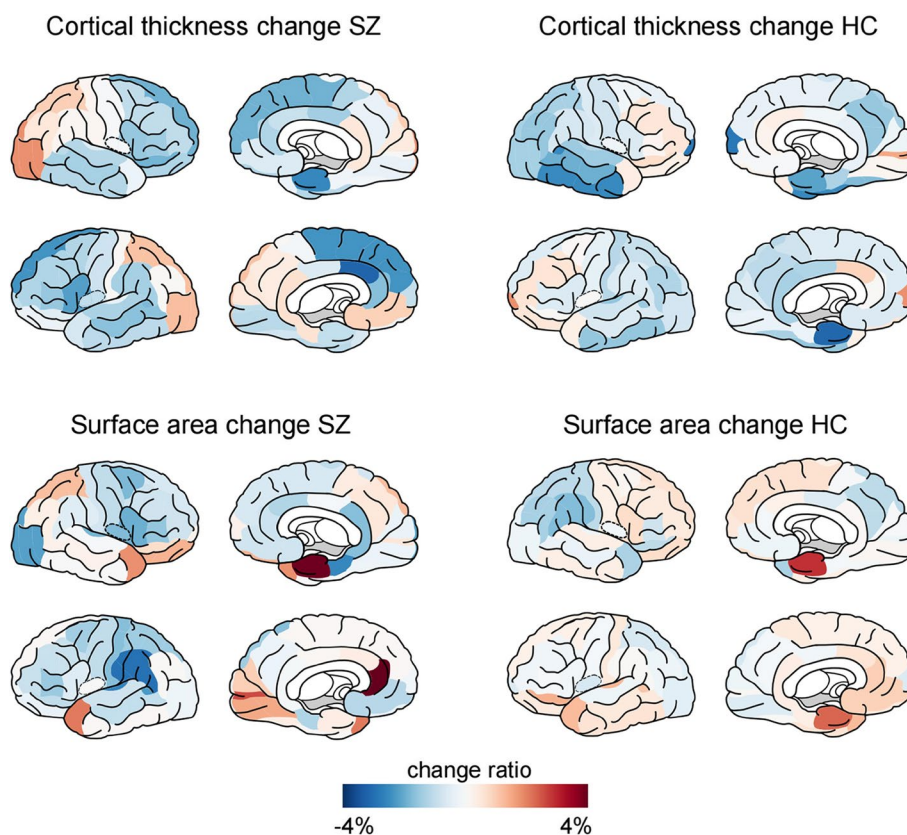 Cortical thickness change SZ
Cortical thickness change HC
Surface area change SZ
Surface area change HC
change ratio
-4%
4%